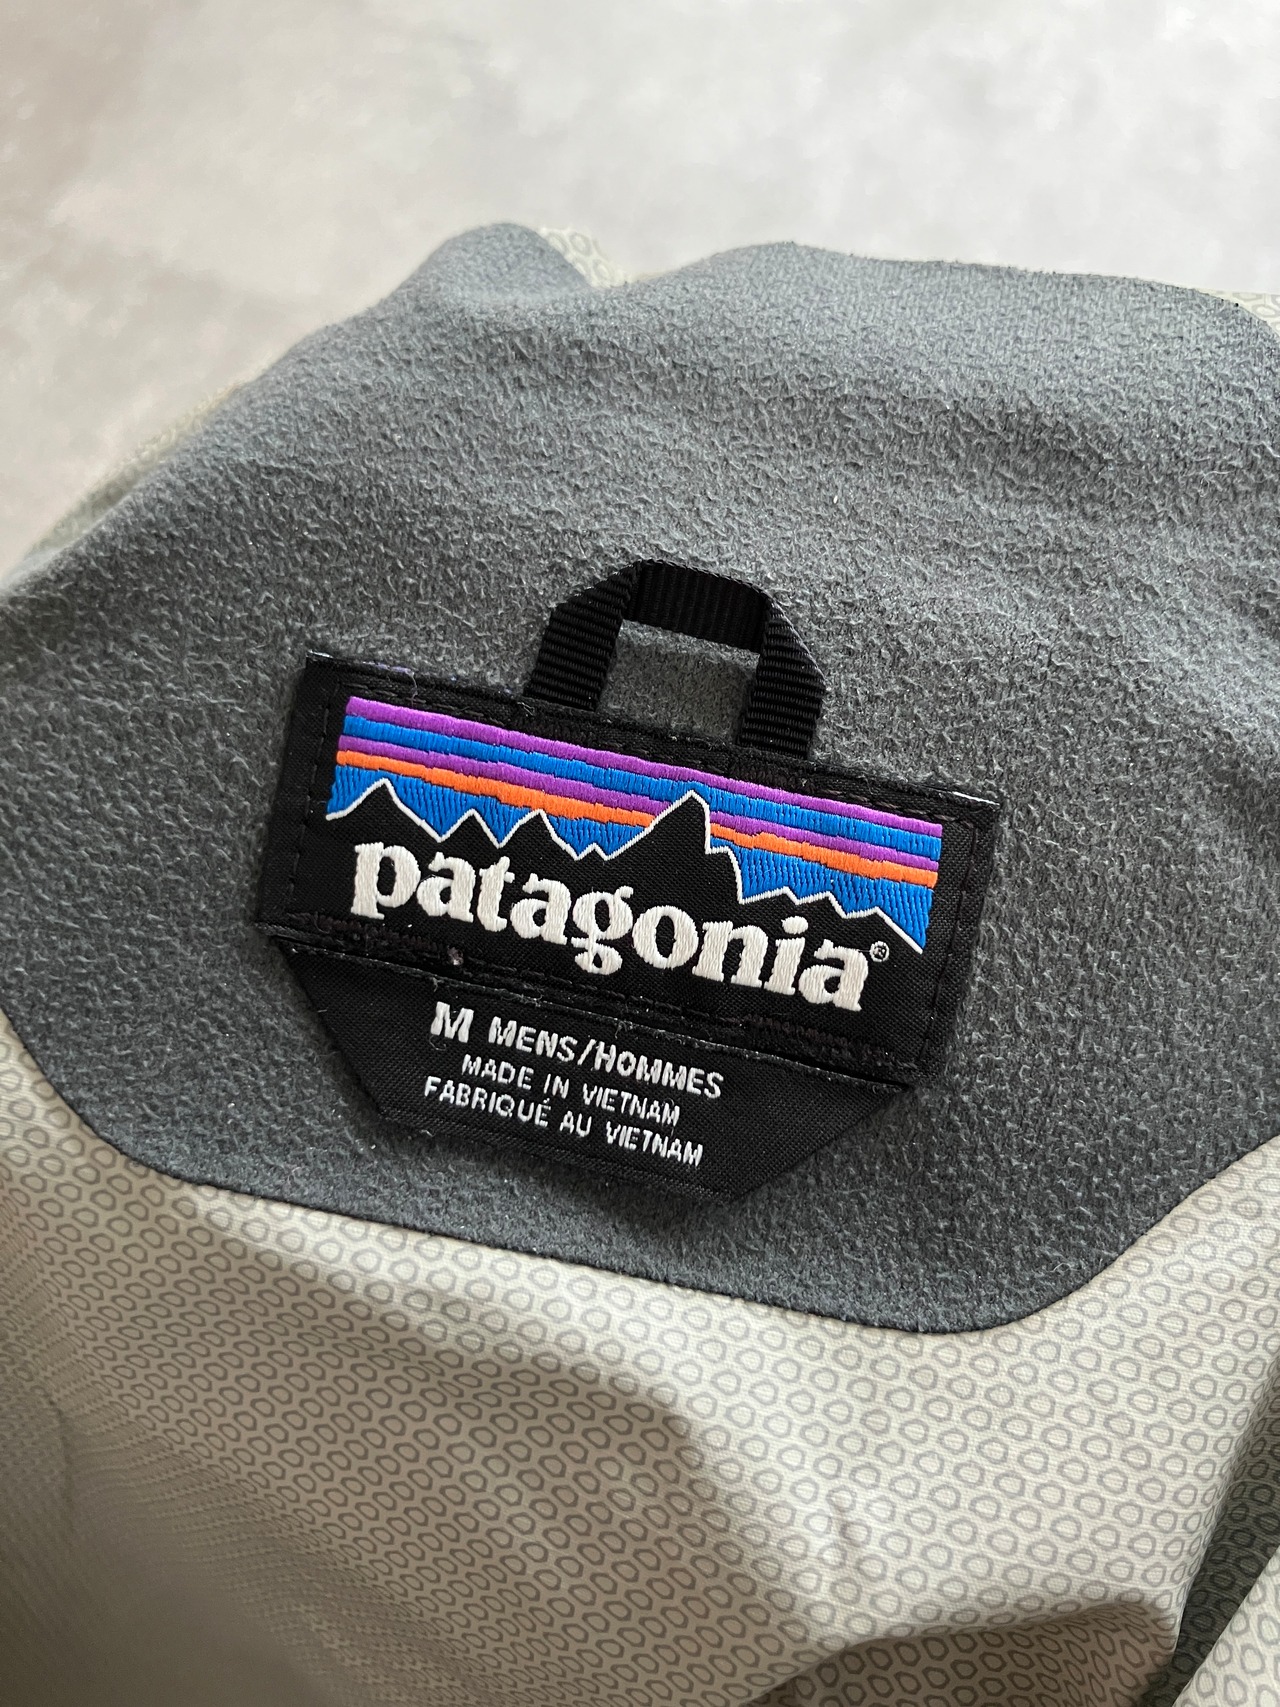 patagonia®
M MENS/HOMMES
MADE IN VIETNAM
FABRIQUÉ AU VIETNAM